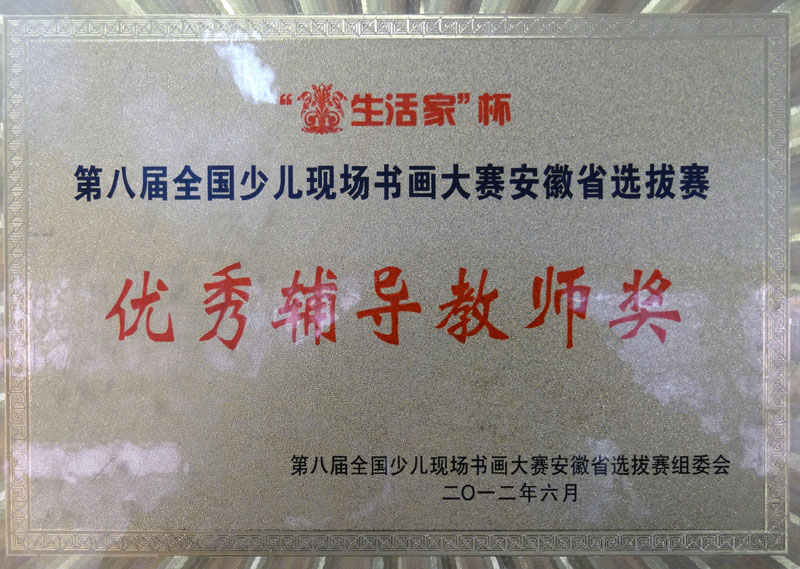 “生活家”杯
第八届全国少儿现场书画大赛安徽省选拔赛
优秀辅导教师奖
第八届全国少儿现场书画大赛安徽省选拔赛组委会
二〇一二年六月